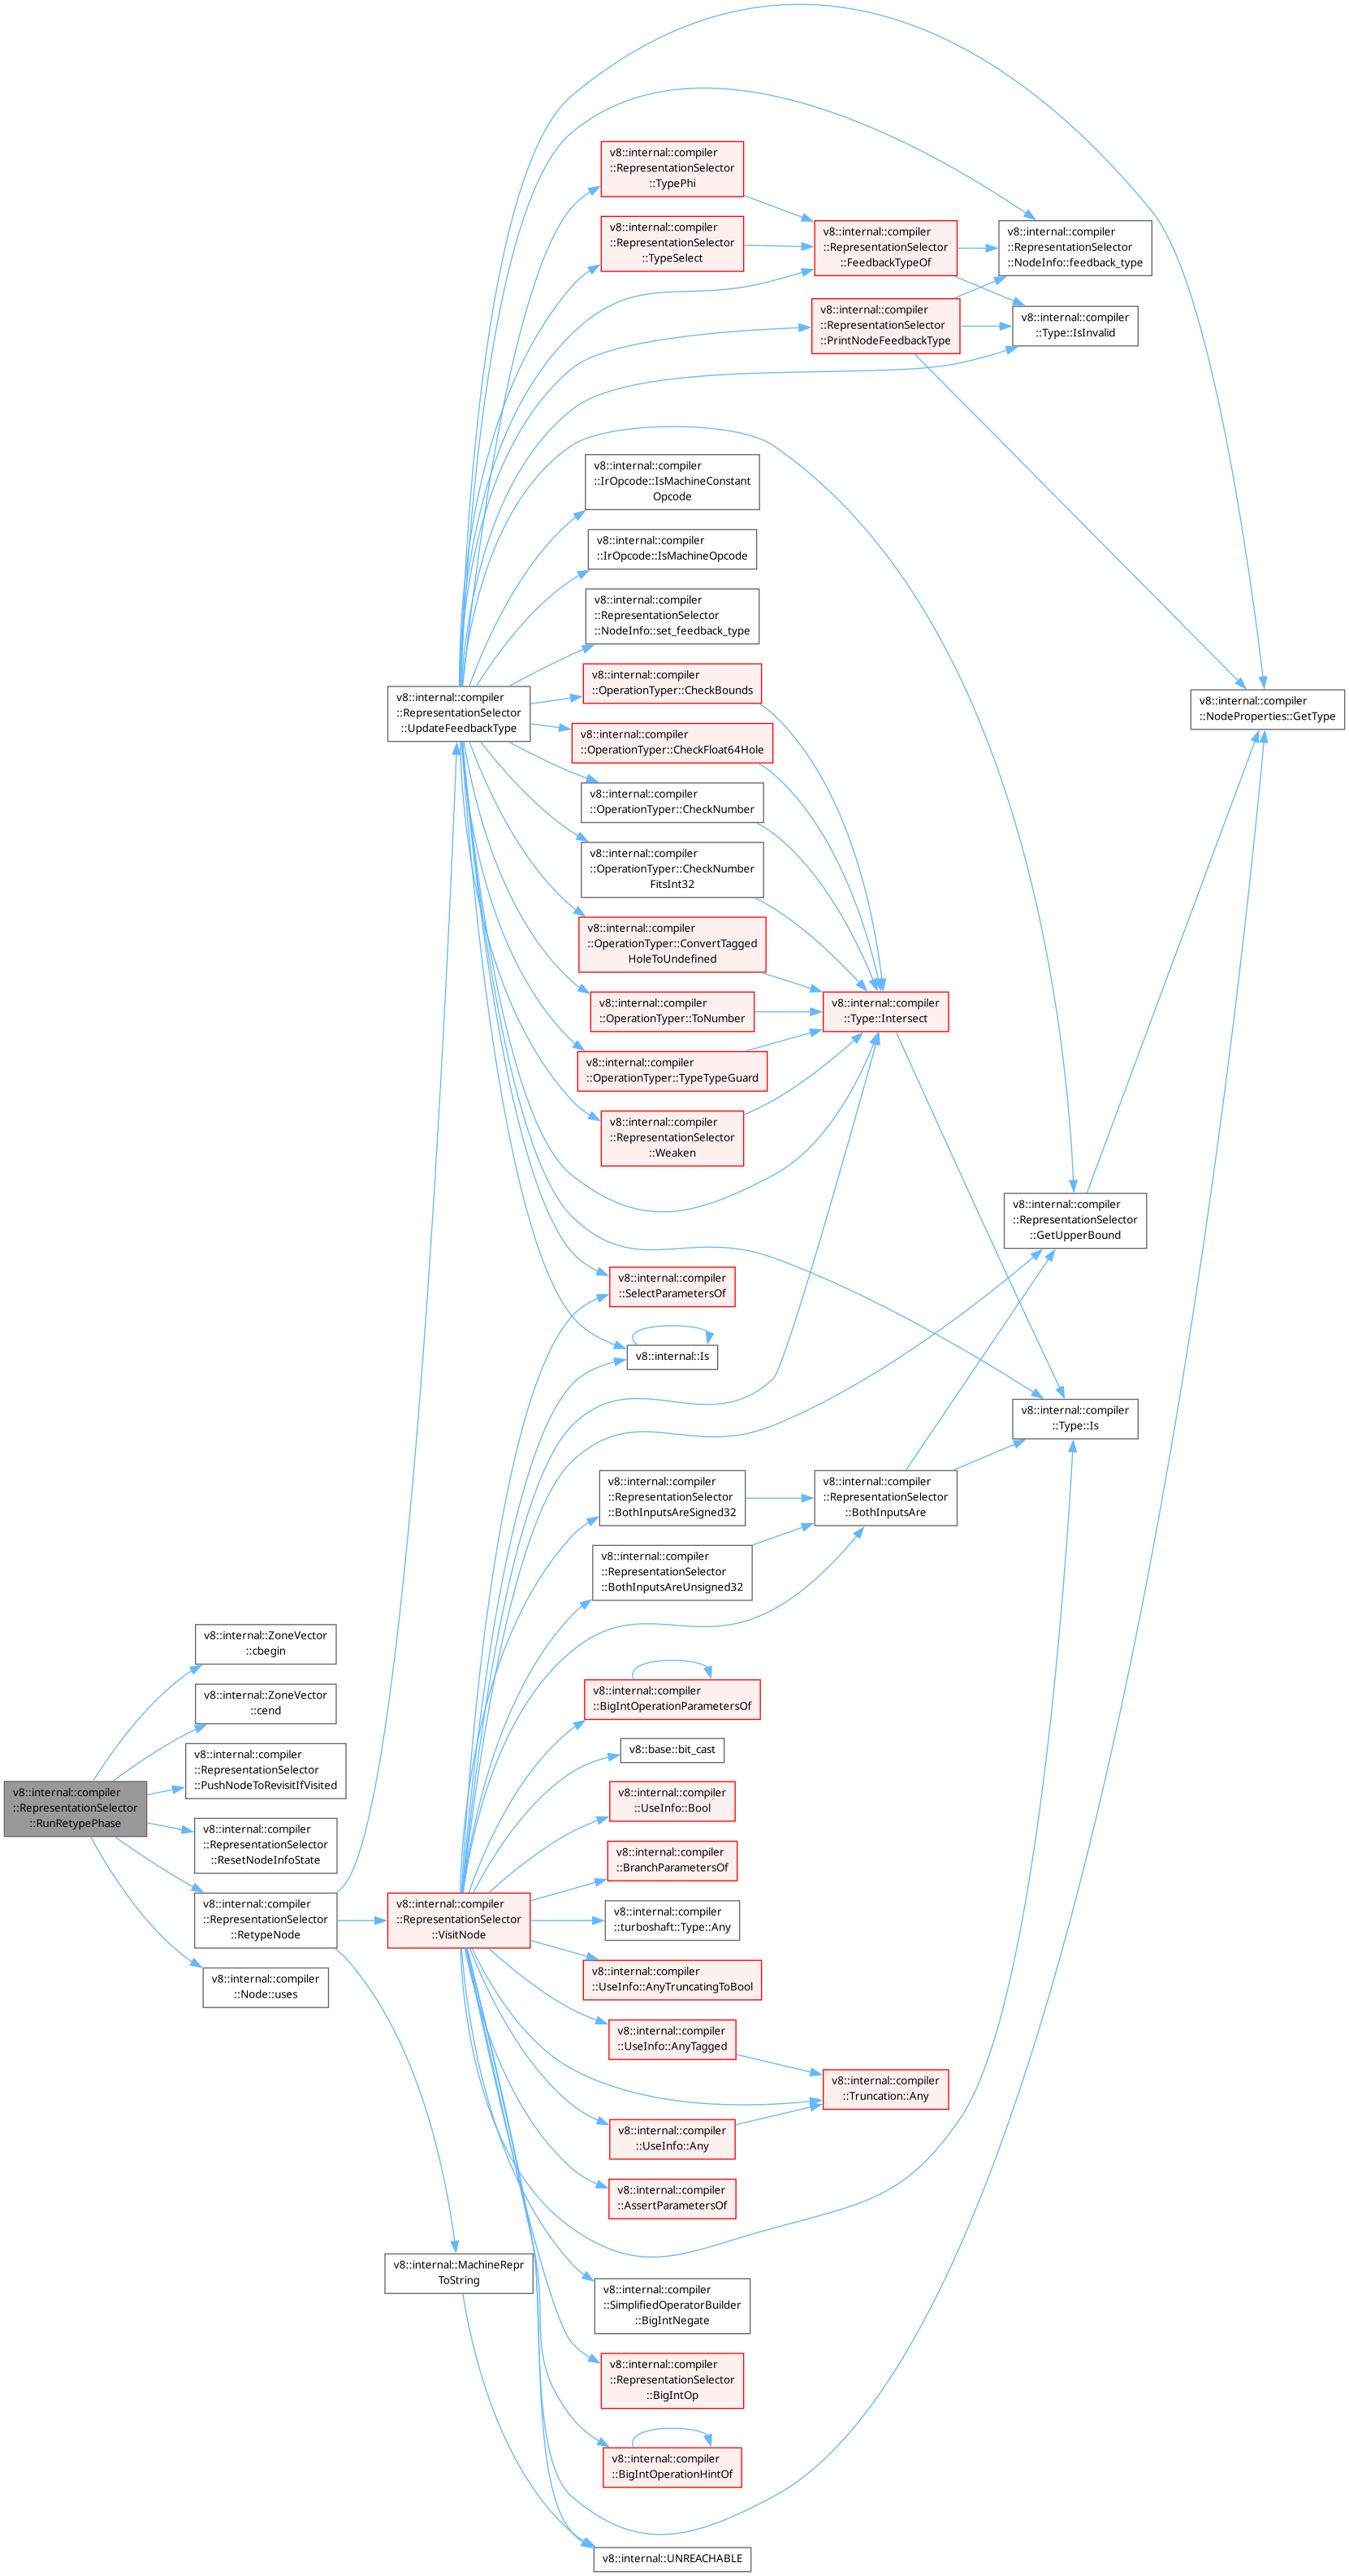 v8::internal::compiler
::RepresentationSelector
::RunRetypePhase
v8::internal::ZoneVector
::cbegin
v8::internal::ZoneVector
::cend
v8::internal::compiler
::RepresentationSelector
::PushNodeToRevisitIfVisited
v8::internal::compiler
::RepresentationSelector
::ResetNodeInfoState
v8::internal::compiler
::RepresentationSelector
::RetypeNode
v8::internal::compiler
::Node::uses
v8::internal::compiler
::RepresentationSelector
::UpdateFeedbackType
v8::internal::compiler
::RepresentationSelector
::VisitNode
v8::internal::MachineRepr
ToString
v8::internal::compiler
::RepresentationSelector
::TypePhi
v8::internal::compiler
::RepresentationSelector
::TypeSelect
v8::internal::compiler
::IrOpcode::IsMachineConstant
Opcode
v8::internal::compiler
::IrOpcode::IsMachineOpcode
v8::internal::compiler
::RepresentationSelector
::NodeInfo::set_feedback_type
v8::internal::compiler
::OperationTyper::CheckBounds
v8::internal::compiler
::OperationTyper::CheckFloat64Hole
v8::internal::compiler
::OperationTyper::CheckNumber
v8::internal::compiler
::OperationTyper::CheckNumber
FitsInt32
v8::internal::compiler
::OperationTyper::ConvertTagged
HoleToUndefined
v8::internal::compiler
::OperationTyper::ToNumber
v8::internal::compiler
::OperationTyper::TypeTypeGuard
v8::internal::compiler
::RepresentationSelector
::Weaken
v8::internal::compiler
::SelectParametersOf
v8::internal::Is
v8::internal::compiler
::RepresentationSelector
::BothInputsAreSigned32
v8::internal::compiler
::RepresentationSelector
::BothInputsAreUnsigned32
v8::internal::compiler
::BigIntOperationParametersOf
v8::base::bit_cast
v8::internal::compiler
::UseInfo::Bool
v8::internal::compiler
::BranchParametersOf
v8::internal::compiler
::turboshaft::Type::Any
v8::internal::compiler
::UseInfo::AnyTruncatingToBool
v8::internal::compiler
::UseInfo::AnyTagged
v8::internal::compiler
::UseInfo::Any
v8::internal::compiler
::AssertParametersOf
v8::internal::compiler
::SimplifiedOperatorBuilder
::BigIntNegate
v8::internal::compiler
::RepresentationSelector
::BigIntOp
v8::internal::compiler
::BigIntOperationHintOf
v8::internal::UNREACHABLE
v8::internal::compiler
::RepresentationSelector
::FeedbackTypeOf
v8::internal::compiler
::RepresentationSelector
::PrintNodeFeedbackType
v8::internal::compiler
::Type::Intersect
v8::internal::compiler
::RepresentationSelector
::BothInputsAre
v8::internal::compiler
::Truncation::Any
v8::internal::compiler
::RepresentationSelector
::NodeInfo::feedback_type
v8::internal::compiler
::Type::IsInvalid
v8::internal::compiler
::RepresentationSelector
::GetUpperBound
v8::internal::compiler
::Type::Is
v8::internal::compiler
::NodeProperties::GetType